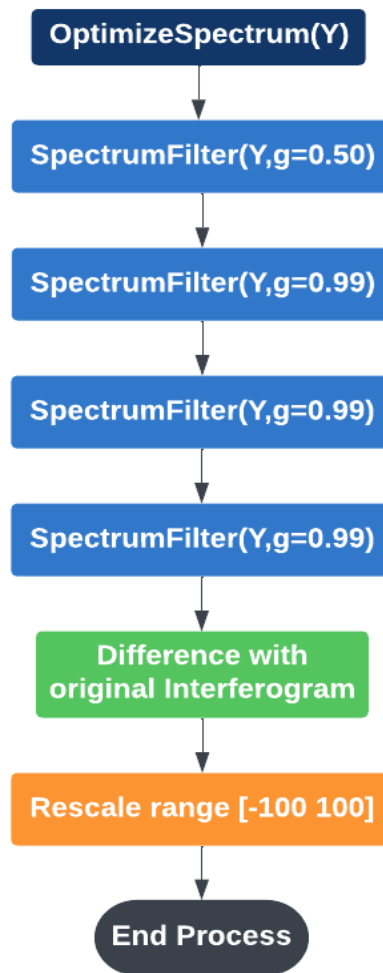 OptimizeSpectrum(Y)
SpectrumFilter(Y,g=0.50)
SpectrumFilter(Y,g=0.99)
SpectrumFilter(Y,g=0.99)
SpectrumFilter(Y,g=0.99)
Difference with
original Interferogram
Rescale range [-100 100]
End Process